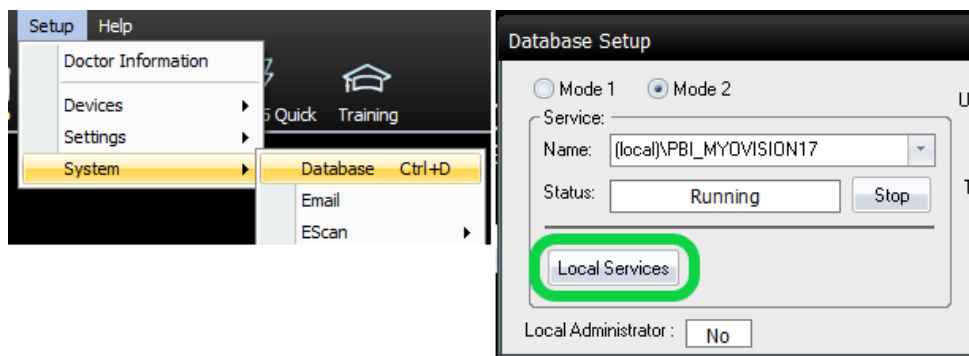 Setup Help
Doctor Information
Devices
Settings
System
Quick Training
Database Ctrl+D
Email
EScan
Database Setup
Mode 1 Mode 2
Service:
Name: (local)\PBI_MYOVISION17
Status: Running Stop
Local Services
Local Administrator : No